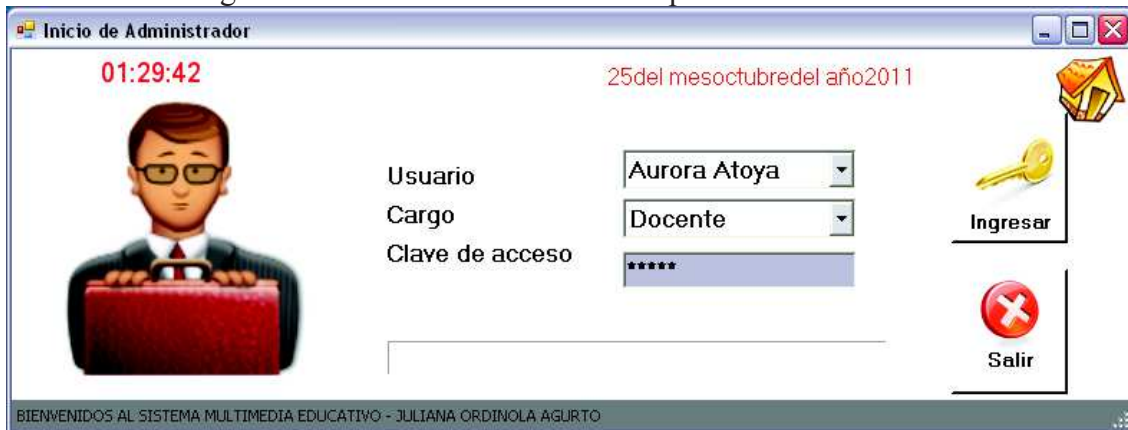 Inicio de Administrador
01:29:42
25del mesoctubredel año2011
Usuario
Aurora Atoya
Cargo
Docente
Clave de acceso
*****
Ingresar
Salir
BIENVENIDOS AL SISTEMA MULTIMEDIA EDUCATIVO - JULIANA ORDINOLA AGURTO